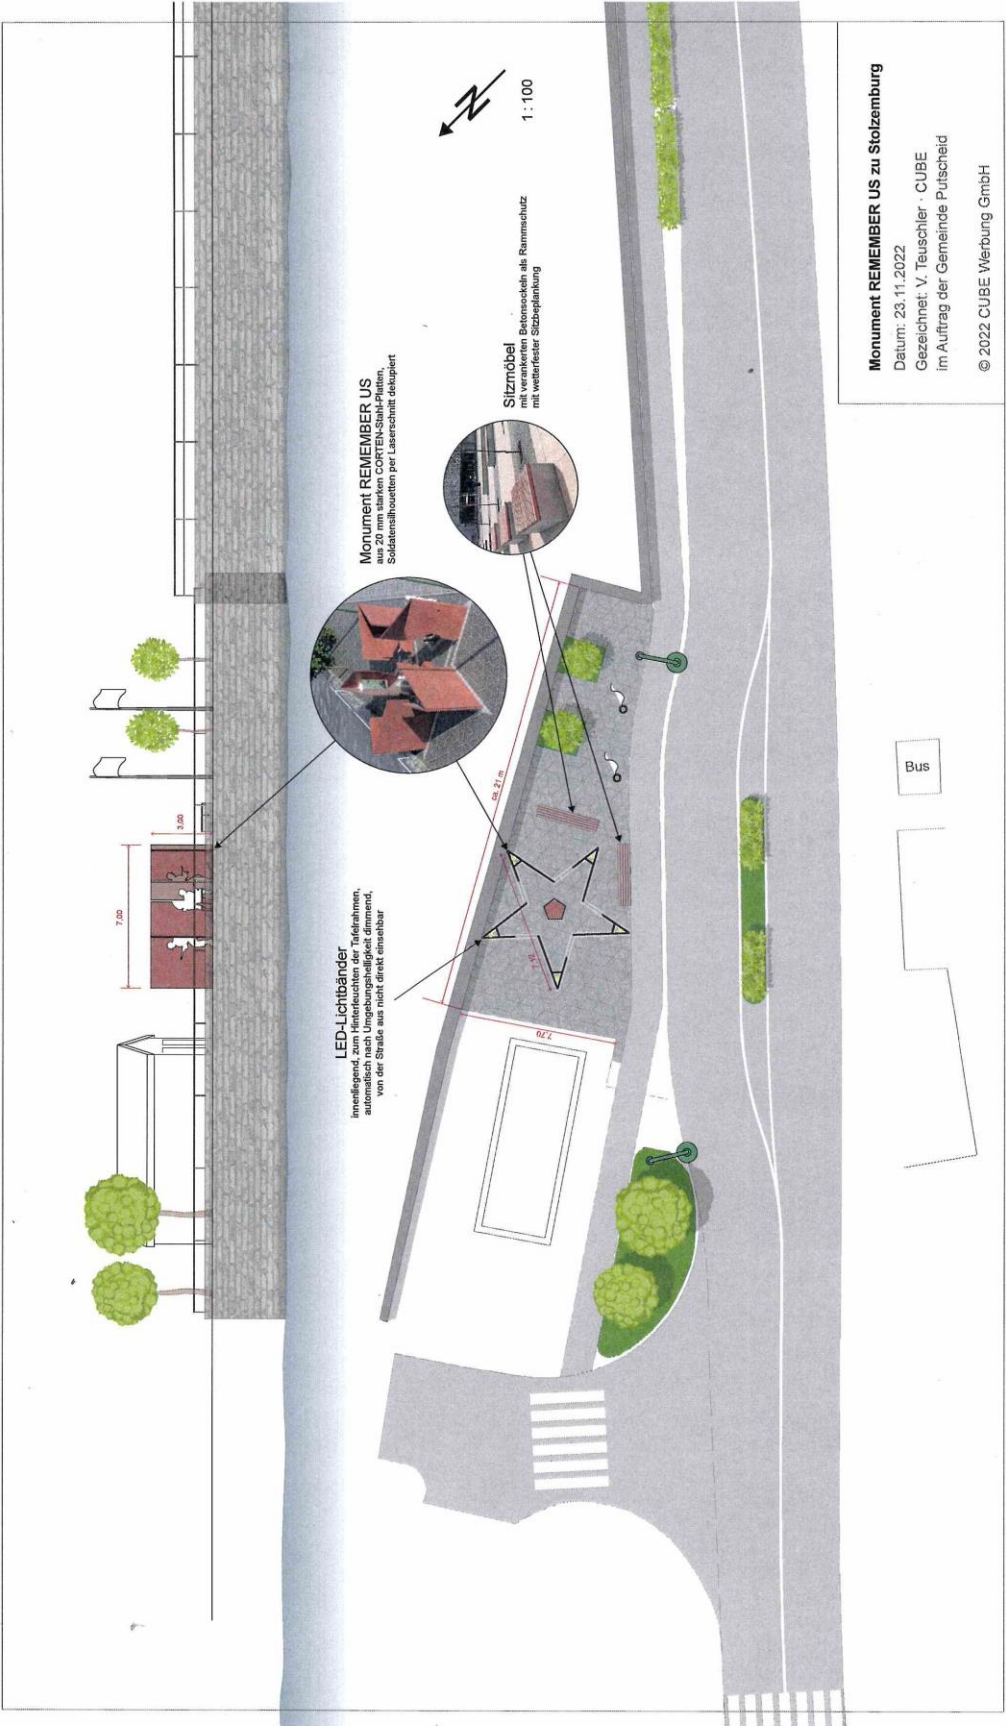 Monument REMEMBER US zu Stolzemburg
Datum: 23.11.2022
Gezeichnet: V. Teuschler · CUBE
im Auftrag der Gemeinde Putscheid
© 2022 CUBE Werbung GmbH
N
1 : 100
Sitzmöbel
mit verankerten Betonsockeln als Rammschutz
mit wetterfester Sitzbeplankung
Monument REMEMBER US
aus 20 mm starken CORTEN-Stahl-Platten,
Soldatensilhouetten per Laserschnitt dekupiert
LED-Lichtbänder
innenliegend, zum Hinterleuchten der Tafelrahmen,
automatisch nach Umgebungshelligkeit dimmend,
von der Straße aus nicht direkt einsehbar
3,00
7,00
ca. 21 m
7,70
Bus